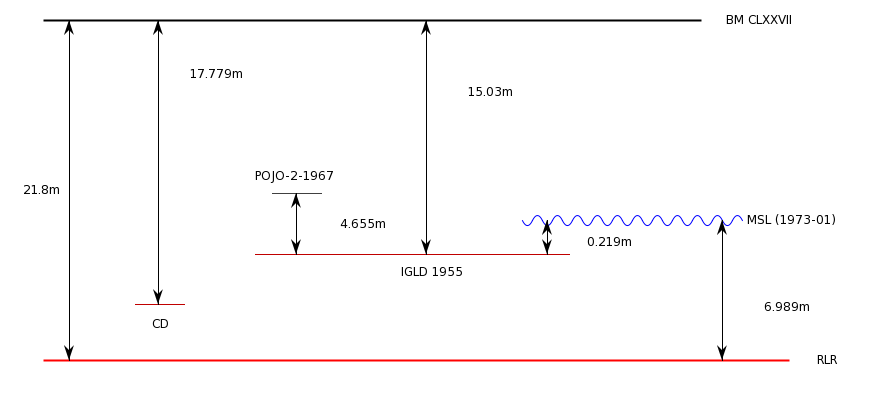 BM CLXXVII
17.779m
15.03m
POJO-2-1967
21.8m
4.655m
MSL (1973-01)
0.219m
IGLD 1955
6.989m
CD
RLR